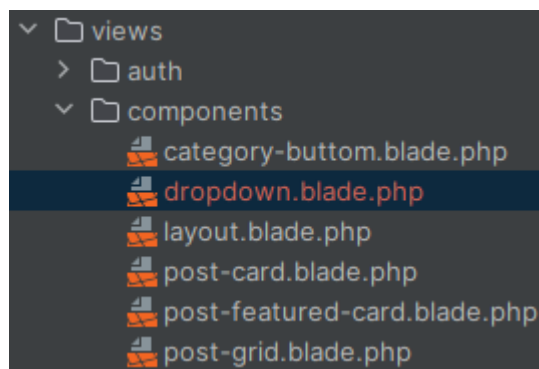 views
auth
components
category-buttom.blade.php
dropdown.blade.php
layout.blade.php
post-card.blade.php
post-featured-card.blade.php
post-grid.blade.php